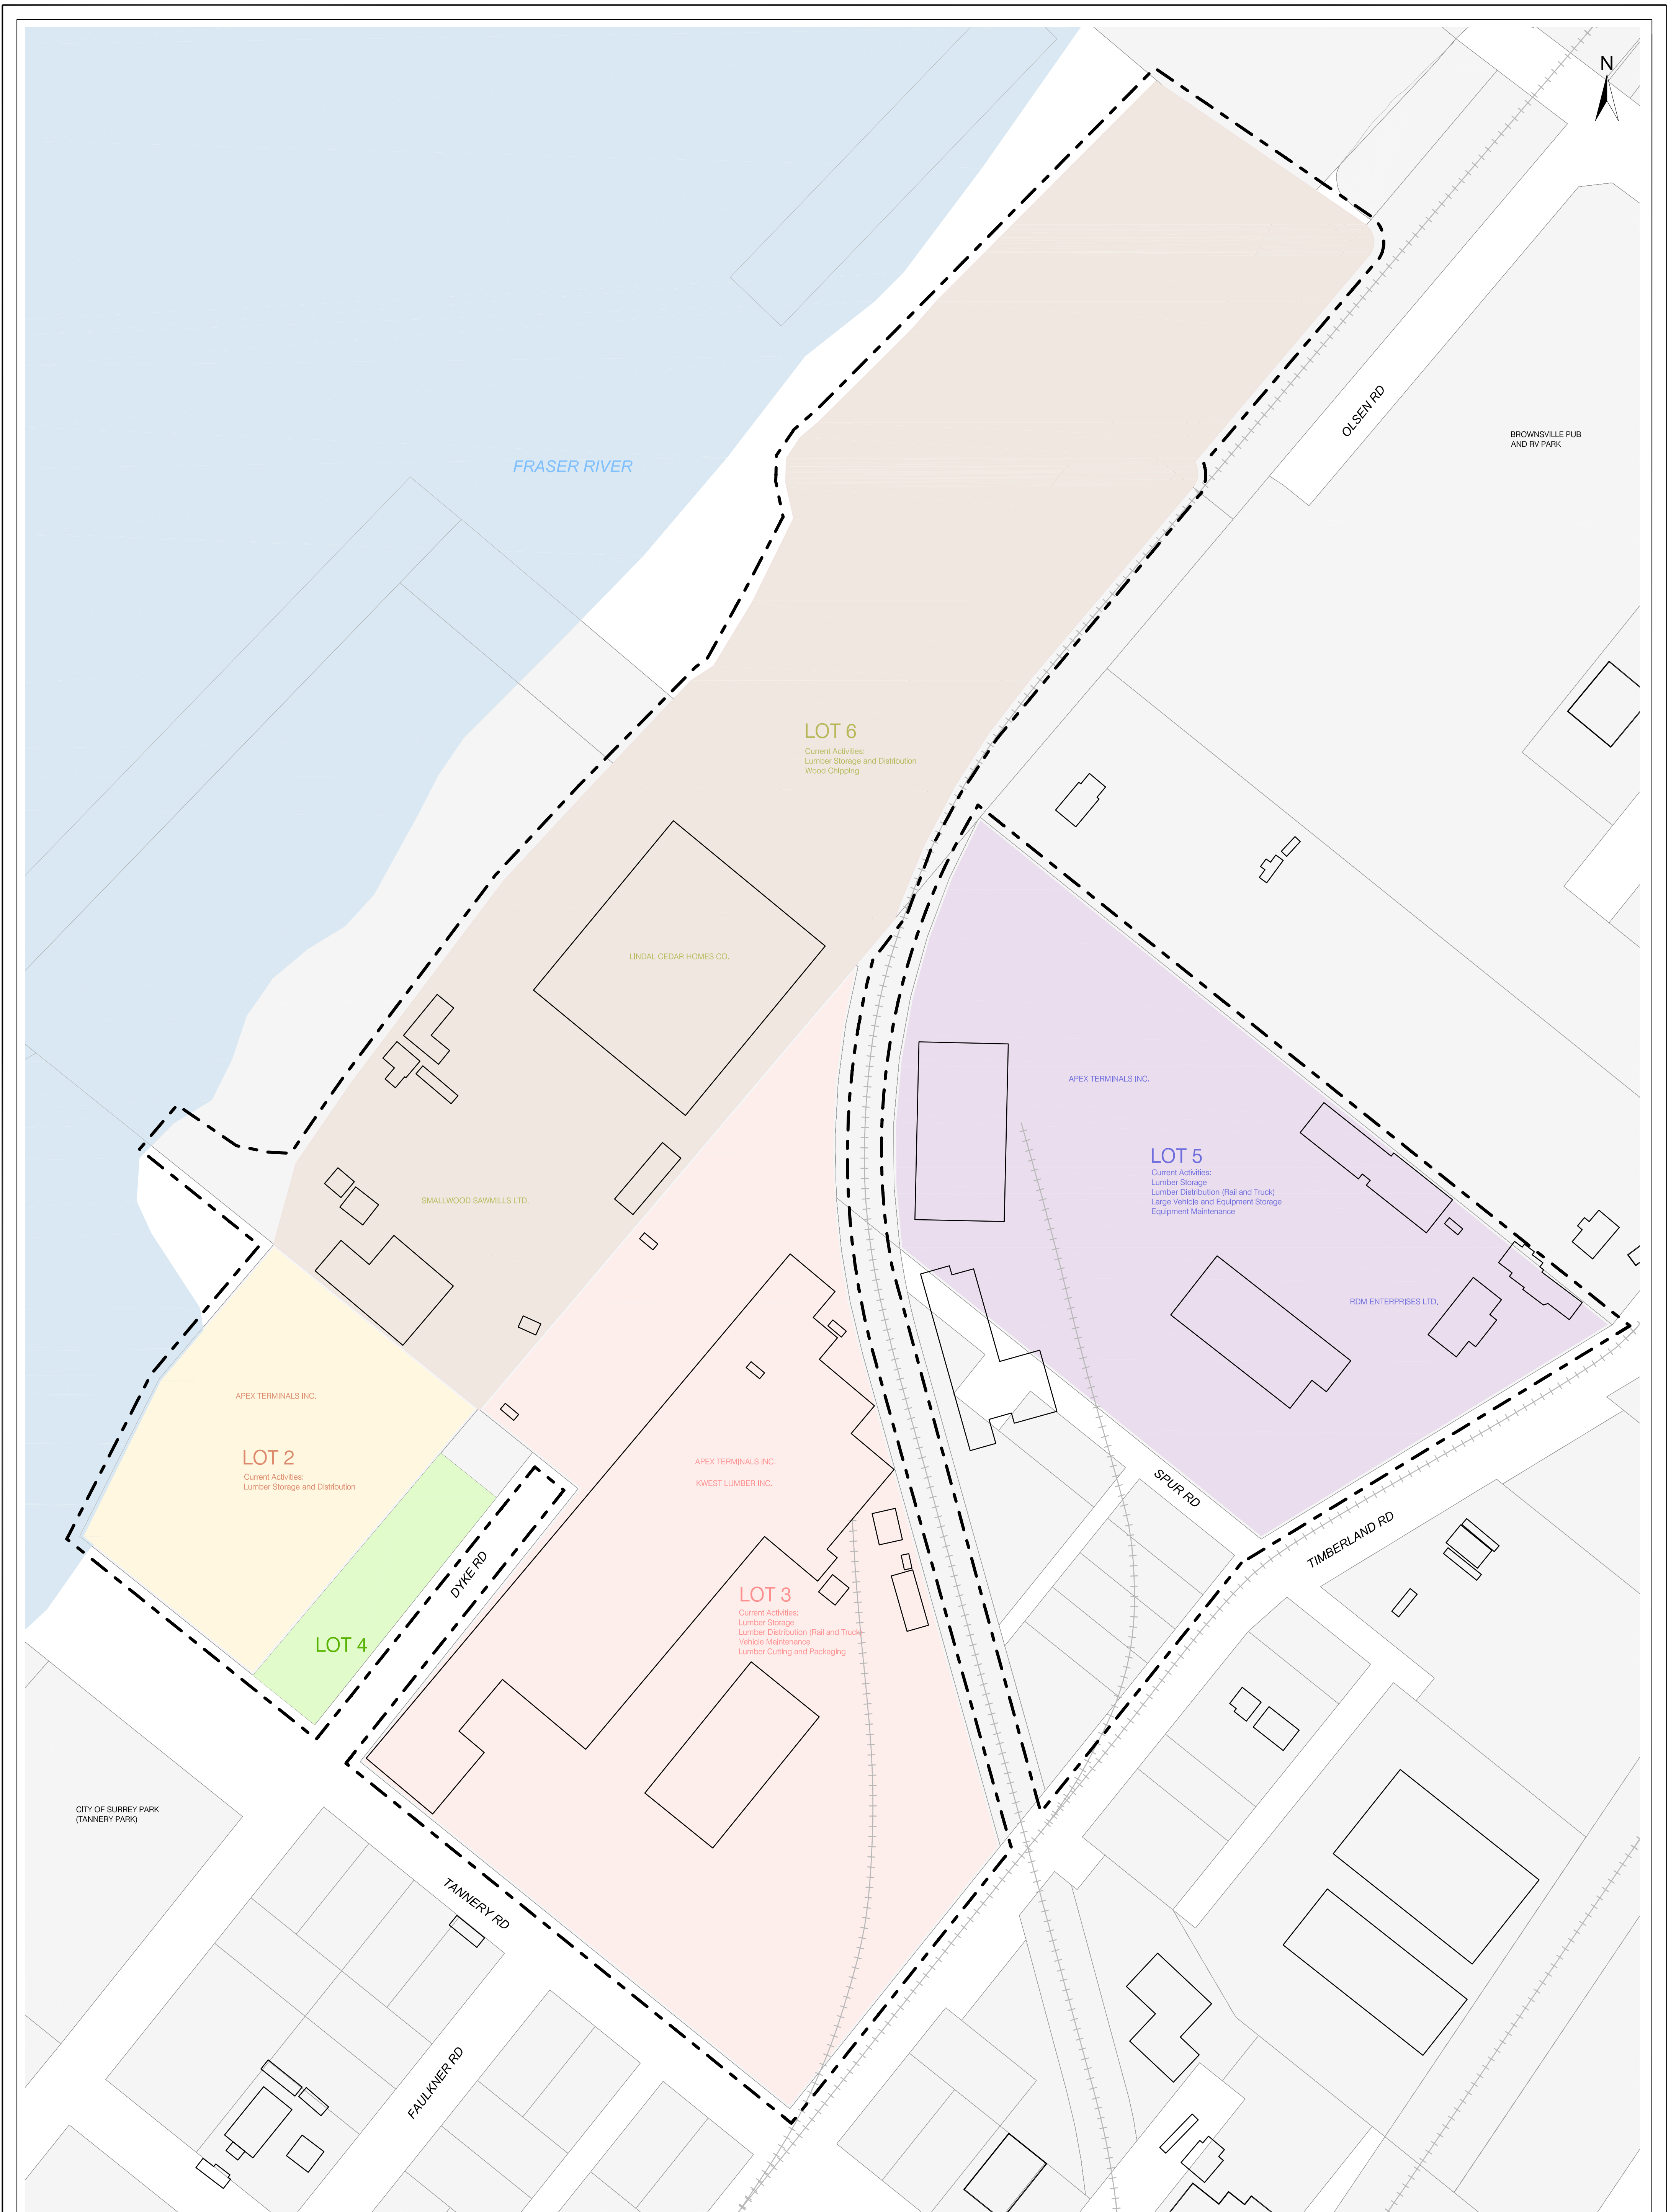 N
OLSEN RD
BROWNSVILLE PUB
AND RV PARK
FRASER RIVER
LOT 6
Current Activities:
Lumber Storage and Distribution
Wood Chipping
LINDAL CEDAR HOMES CO.
APEX TERMINALS INC.
LOT 5
Current Activities:
Lumber Storage
Lumber Distribution (Rail and Truck)
Large Vehicle and Equipment Storage
Equipment Maintenance
SMALLWOOD SAWMILLS LTD.
RDM ENTERPRISES LTD.
APEX TERMINALS INC.
LOT 2
Current Activities:
Lumber Storage and Distribution
APEX TERMINALS INC.
KWEST LUMBER INC.
SPUR RD
TIMBERLAND RD
DYKE RD
LOT 3
Current Activities:
Lumber Storage
Lumber Distribution (Rail and Truck)
Vehicle Maintenance
Lumber Cutting and Packaging
LOT 4
CITY OF SURREY PARK
(TANNERY PARK)
TANNERY RD
FAULKNER RD